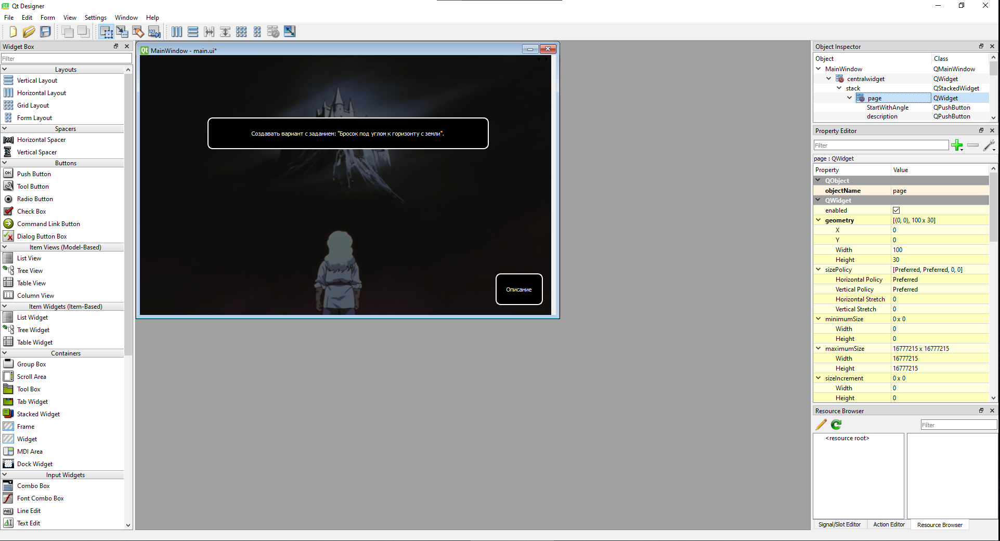 Qt Designer
File Edit Form View Settings Window Help
Widget Box
Filter
Layouts
Vertical Layout
Horizontal Layout
Grid Layout
Form Layout
Spacers
Horizontal Spacer
Vertical Spacer
Buttons
Push Button
Tool Button
Radio Button
Check Box
Command Link Button
Dialog Button Box
Item Views (Model-Based)
List View
Tree View
Table View
Column View
Item Widgets (Item-Based)
List Widget
Tree Widget
Table Widget
Containers
Group Box
Scroll Area
Tool Box
Tab Widget
Stacked Widget
Frame
Widget
MDI Area
Dock Widget
Input Widgets
Combo Box
Font Combo Box
Line Edit
Text Edit
MainWindow - main.ui*
Создавать вариант с заданием: "Бросок под углом к горизонту с земли".
Описание
Object Inspector
Object Class
MainWindow QMainWindow
centralwidget QWidget
stack QStackedWidget
page QWidget
StartWithAngle QPushButton
description QPushButton
Property Editor
Filter
page : QWidget
Property Value
QObject
objectName page
QWidget
enabled
geometry [(0, 0), 100 x 30]
X 0
Y 0
Width 100
Height 30
sizePolicy [Preferred, Preferred, 0, 0]
Horizontal Policy Preferred
Vertical Policy Preferred
Horizontal Stretch 0
Vertical Stretch 0
minimumSize 0 x 0
Width 0
Height 0
maximumSize 16777215 x 16777215
Width 16777215
Height 16777215
sizeIncrement 0 x 0
Width 0
Height 0
Resource Browser
Filter
<resource root>
Signal/Slot Editor Action Editor Resource Browser